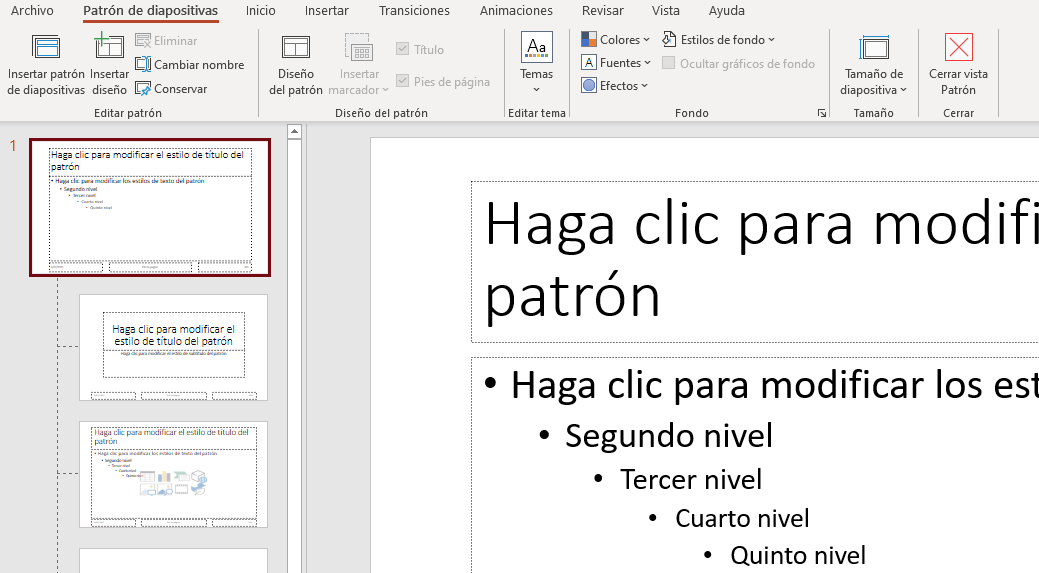 Archivo Patrón de diapositivas Inicio Insertar Transiciones Animaciones Revisar Vista Ayuda
Insertar patrón de diapositivas
Insertar diseño
Eliminar
Cambiar nombre
Conservar
Editar patrón
Diseño del patrón
Insertar marcador
Título
Pies de página
Diseño del patrón
Aa
Temas
Editar tema
Colores
A Fuentes
Efectos
Estilos de fondo
Ocultar gráficos de fondo
Fondo
Tamaño de diapositiva
Tamaño
Cerrar vista Patrón
Cerrar
1
Haga clic para modificar el estilo de título del
patrón
• Haga clic para modificar los estilos de texto del patrón
• Segundo nivel
• Tercer nivel
• Cuarto nivel
• Quinto nivel
Haga clic para modificar el
estilo de título del patrón
Haga clic para modificar el estilo de subtítulo del patrón
Haga clic para modificar el estilo de título del
patrón
• Haga clic para modificar los estilos de texto del patrón
• Segundo nivel
• Tercer nivel
• Cuarto nivel
• Quinto nivel
Haga clic para modifi
patrón
• Haga clic para modificar los est
• Segundo nivel
• Tercer nivel
• Cuarto nivel
• Quinto nivel